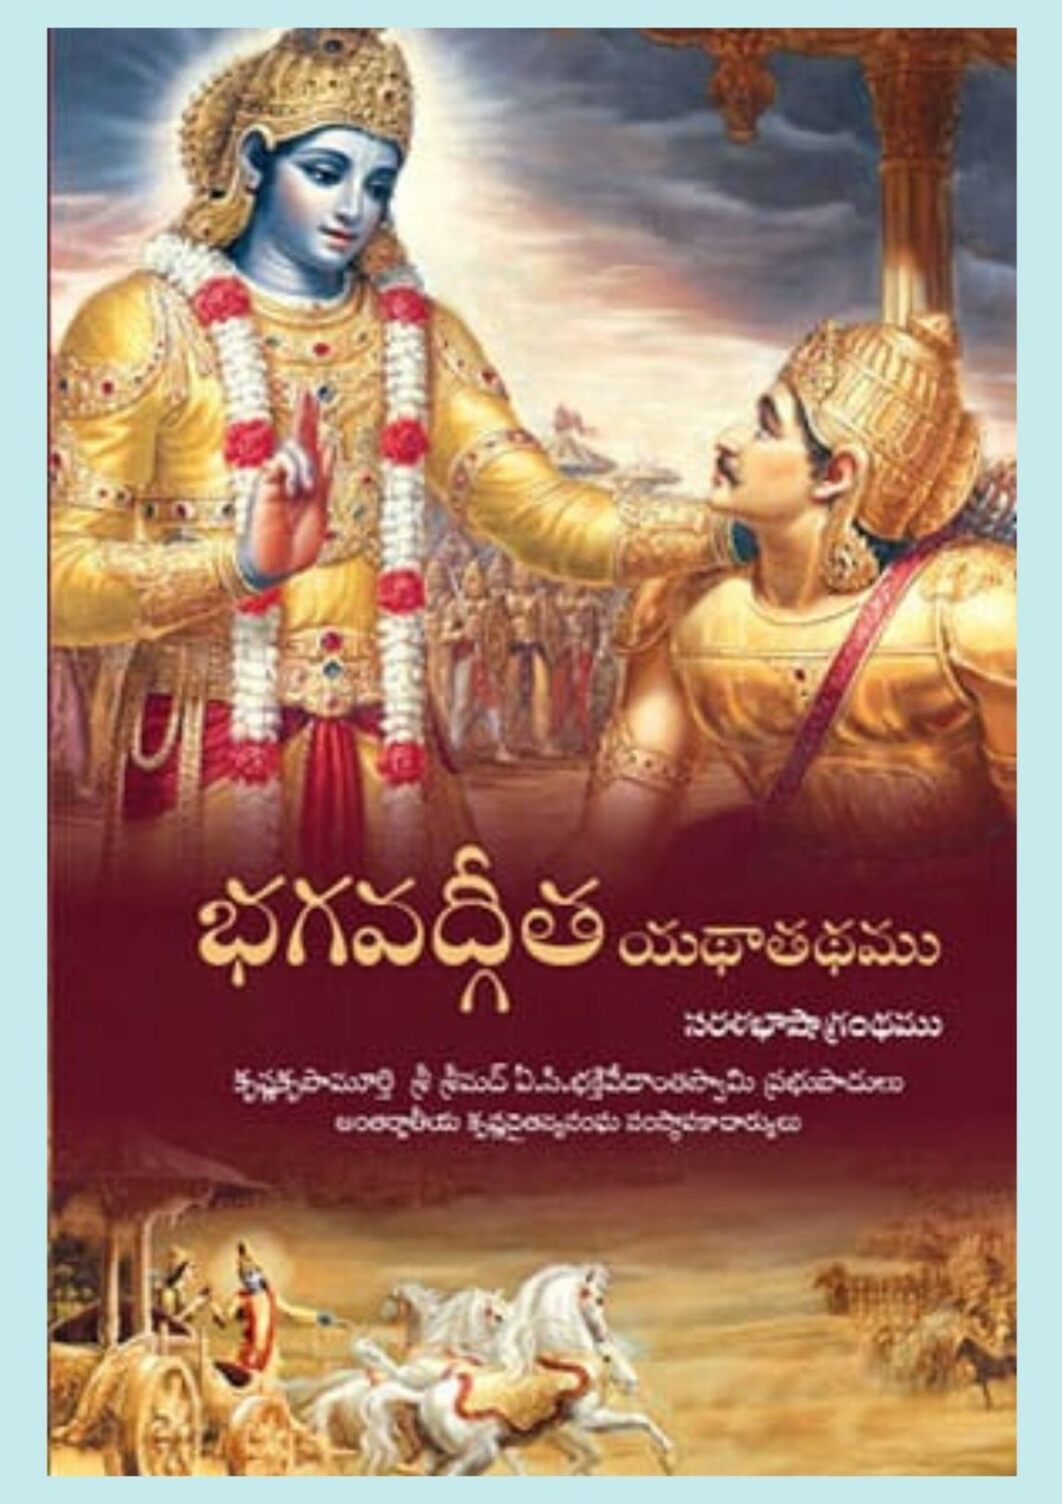 భగవద్గీత యథాతథము
సరళభాషాగ్రంథము
కృష్ణకృపామూర్తి శ్రీ శ్రీమద్ ఏ.సి.భక్తివేదాంతస్వామి ప్రభుపాదులు
అంతర్జాతీయ కృష్ణచైతన్యసంఘ సంస్థాపకాచార్యులు